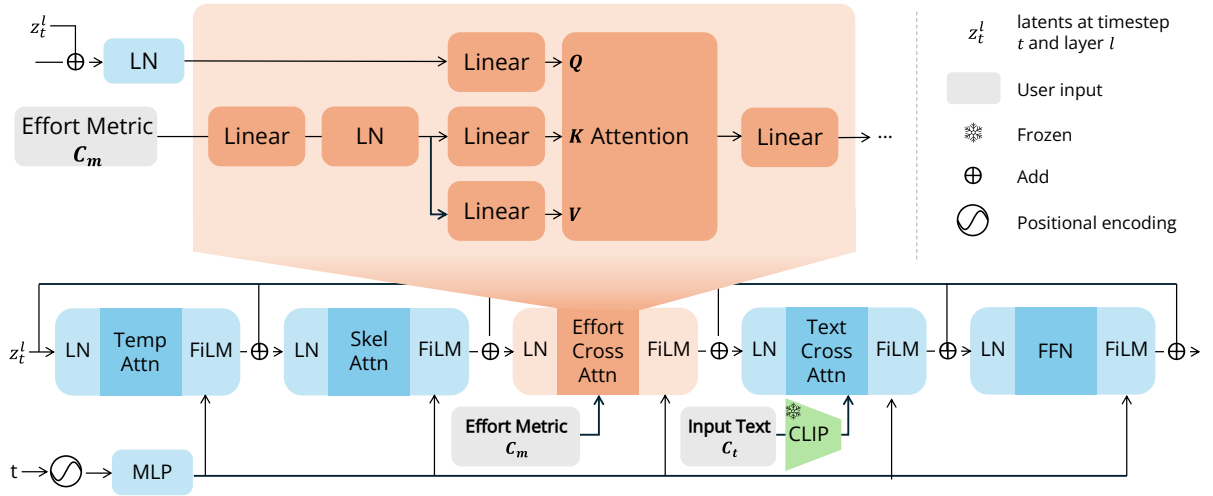 z_t^l
LN
Effort Metric
C_m
Linear
LN
Linear
Linear
Linear
Q
K
V
Attention
Linear
...
z_t^l
latents at timestep
t and layer l
User input
Frozen
Add
Positional encoding
z_t^l
LN
Temp
Attn
FiLM
LN
Skel
Attn
FiLM
LN
Effort
Cross
Attn
FiLM
LN
Text
Cross
Attn
FiLM
LN
FFN
FiLM
Effort Metric
C_m
Input Text
C_t
CLIP
t
MLP